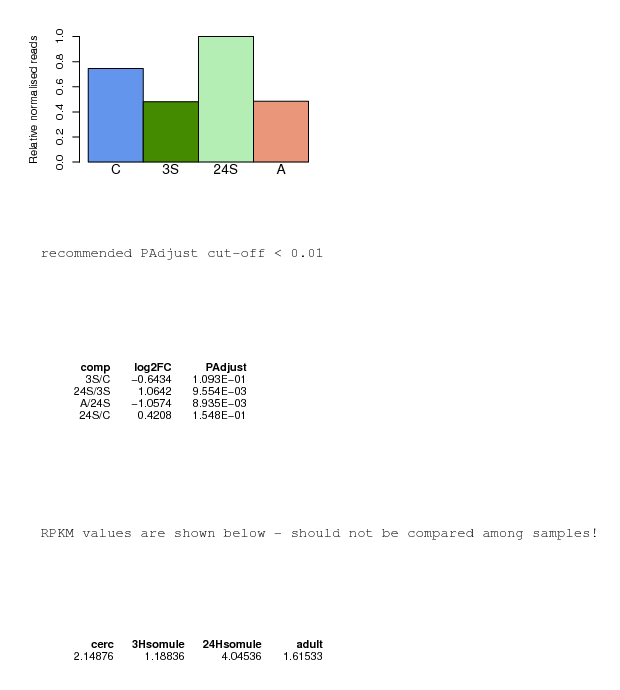 Relative normalised reads
1.0
0.8
0.6
0.4
0.2
0.0
C 3S 24S A
recommended PAdjust cut-off < 0.01
comp log2FC PAdjust
3S/C −0.6434 1.093E−01
24S/3S 1.0642 9.554E−03
A/24S −1.0574 8.935E−03
24S/C 0.4208 1.548E−01
RPKM values are shown below - should not be compared among samples!
cerc 3Hsomule 24Hsomule adult
2.14876 1.18836 4.04536 1.61533